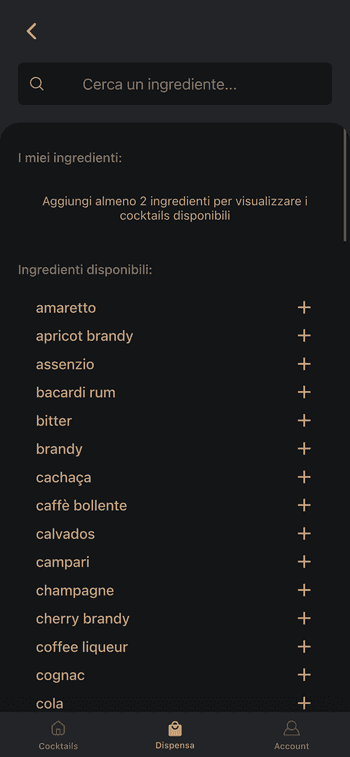 Cerca un ingrediente...
I miei ingredienti:
Aggiungi almeno 2 ingredienti per visualizzare i
cocktails disponibili
Ingredienti disponibili:
amaretto
apricot brandy
assenzio
bacardi rum
bitter
brandy
cachaça
caffè bollente
calvados
campari
champagne
cherry brandy
coffee liqueur
cognac
cola
Cocktails
Dispensa
Account